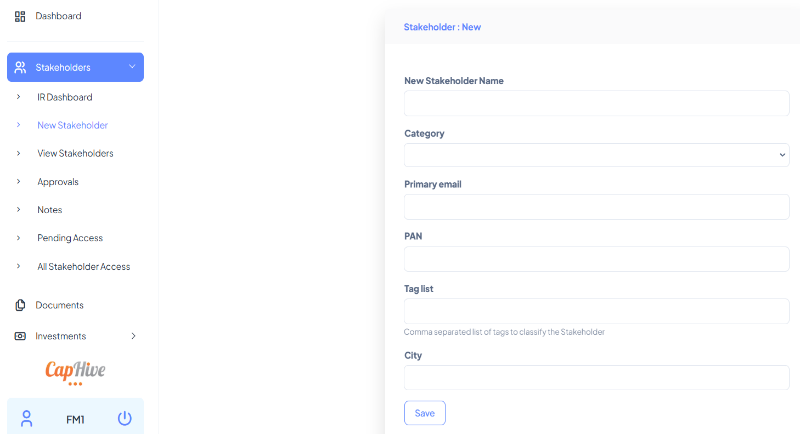 Dashboard
Stakeholders
IR Dashboard
New Stakeholder
View Stakeholders
Approvals
Notes
Pending Access
All Stakeholder Access
Documents
Investments
CapHive
FM1
Stakeholder : New
New Stakeholder Name
Category
Primary email
PAN
Tag list
Comma separated list of tags to classify the Stakeholder
City
Save